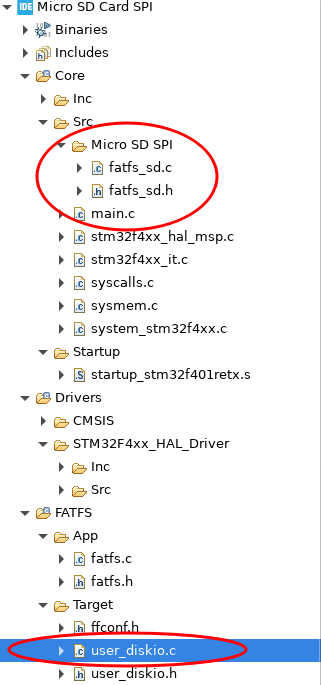 IDE Micro SD Card SPI
Binaries
Includes
Core
Inc
Src
Micro SD SPI
.c fatfs_sd.c
.h fatfs_sd.h
.c main.c
.c stm32f4xx_hal_msp.c
.c stm32f4xx_it.c
.c syscalls.c
.c sysmem.c
.c system_stm32f4xx.c
Startup
.S startup_stm32f401retx.s
Drivers
CMSIS
STM32F4xx_HAL_Driver
Inc
Src
FATFS
App
.c fatfs.c
.h fatfs.h
Target
.h ffconf.h
.c user_diskio.c
.h user_diskio.h